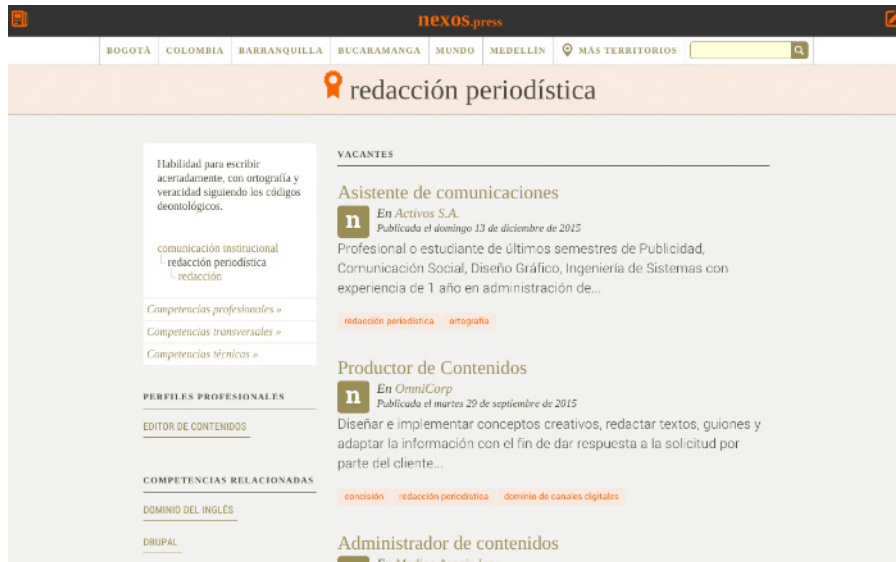 nexos.press
BOGOTÁ COLOMBIA BARRANQUILLA BUCARAMANGA MUNDO MEDELLÍN MÁS TERRITORIOS
redacción periodística
Habilidad para escribir
acertadamente, con ortografía y
veracidad siguiendo los códigos
deontológicos.
comunicación institucional
redacción periodística
redacción
Competencias profesionales »
Competencias transversales »
Competencias técnicas »
PERFILES PROFESIONALES
EDITOR DE CONTENIDOS
COMPETENCIAS RELACIONADAS
DOMINIO DEL INGLÉS
DRUPAL
VACANTES
Asistente de comunicaciones
n
En Activos S.A.
Publicada el domingo 13 de diciembre de 2015
Profesional o estudiante de últimos semestres de Publicidad,
Comunicación Social, Diseño Gráfico, Ingeniería de Sistemas con
experiencia de 1 año en administración de...
redacción periodística ortografía
Productor de Contenidos
n
En OmniCorp
Publicada el martes 29 de septiembre de 2015
Diseñar e implementar conceptos creativos, redactar textos, guiones y
adaptar la información con el fin de dar respuesta a la solicitud por
parte del cliente...
concisión redacción periodística dominio de canales digitales
Administrador de contenidos